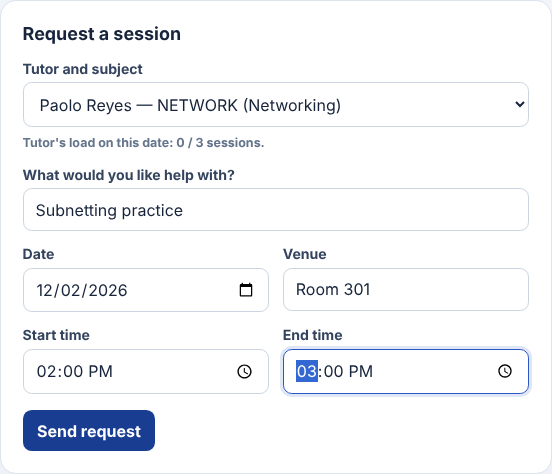 Request a session
Tutor and subject
Paolo Reyes — NETWORK (Networking)
Tutor's load on this date: 0 / 3 sessions.
What would you like help with?
Subnetting practice
Date
Venue
12/02/2026
Room 301
Start time
End time
02:00 PM
03:00 PM
Send request